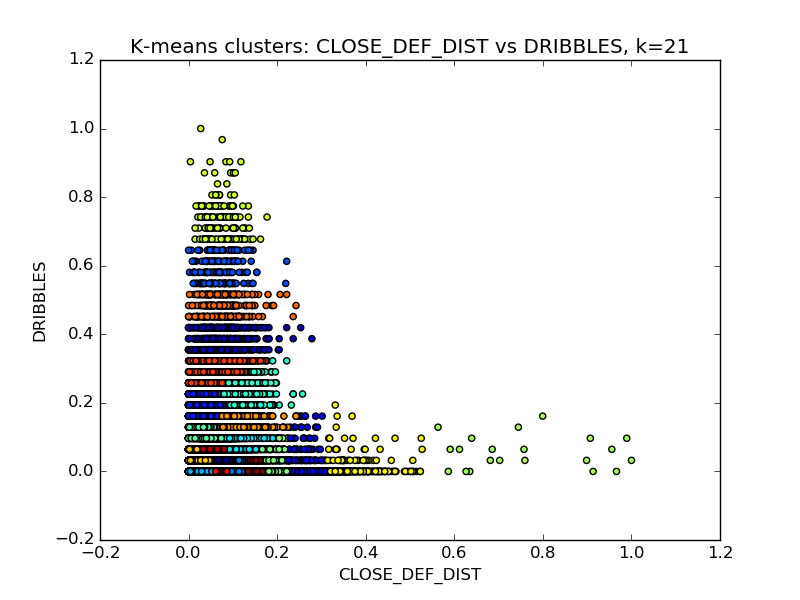 K-means clusters: CLOSE_DEF_DIST vs DRIBBLES, k=21
1.2
1.0
0.8
0.6
0.4
0.2
0.0
−0.2
DRIBBLES
−0.2 0.0 0.2 0.4 0.6 0.8 1.0 1.2
CLOSE_DEF_DIST